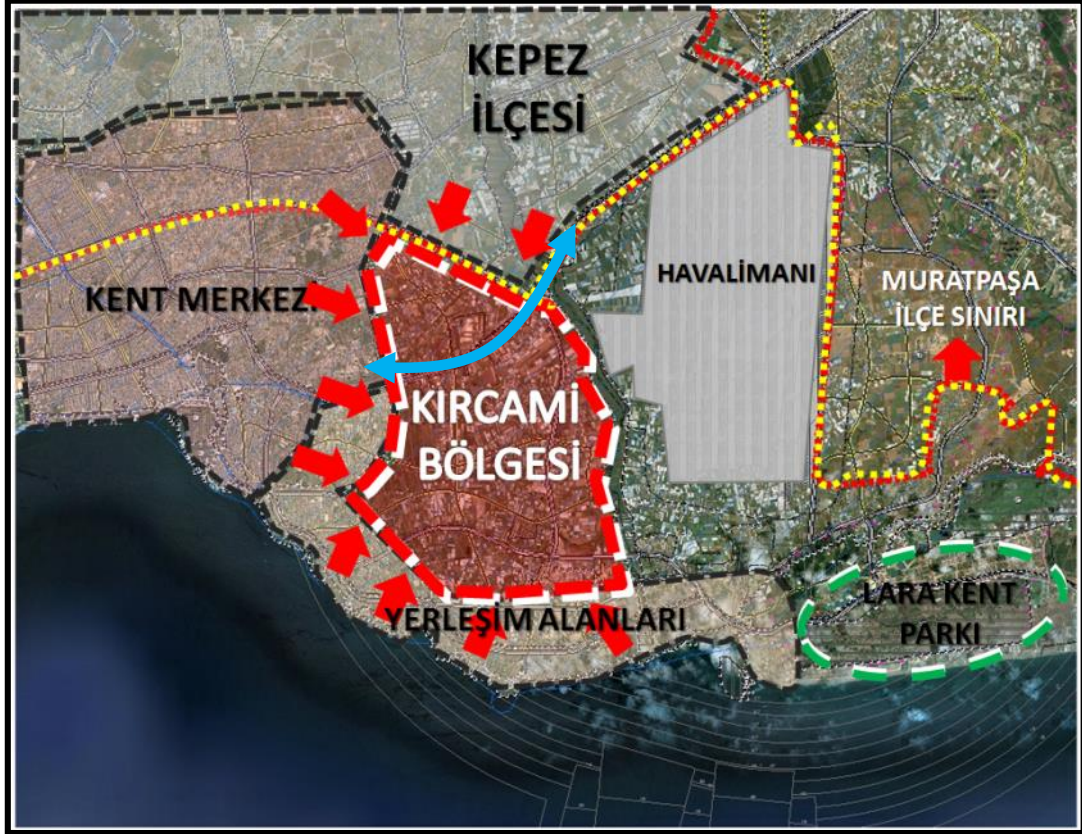 KEPEZ
İLÇESİ
KENT MERKEZİ
HAVALİMANI
MURATPAŞA
İLÇE SINIRI
KIRCAMİ
BÖLGESİ
YERLEŞİM ALANLARI
LARA KENT
PARKI